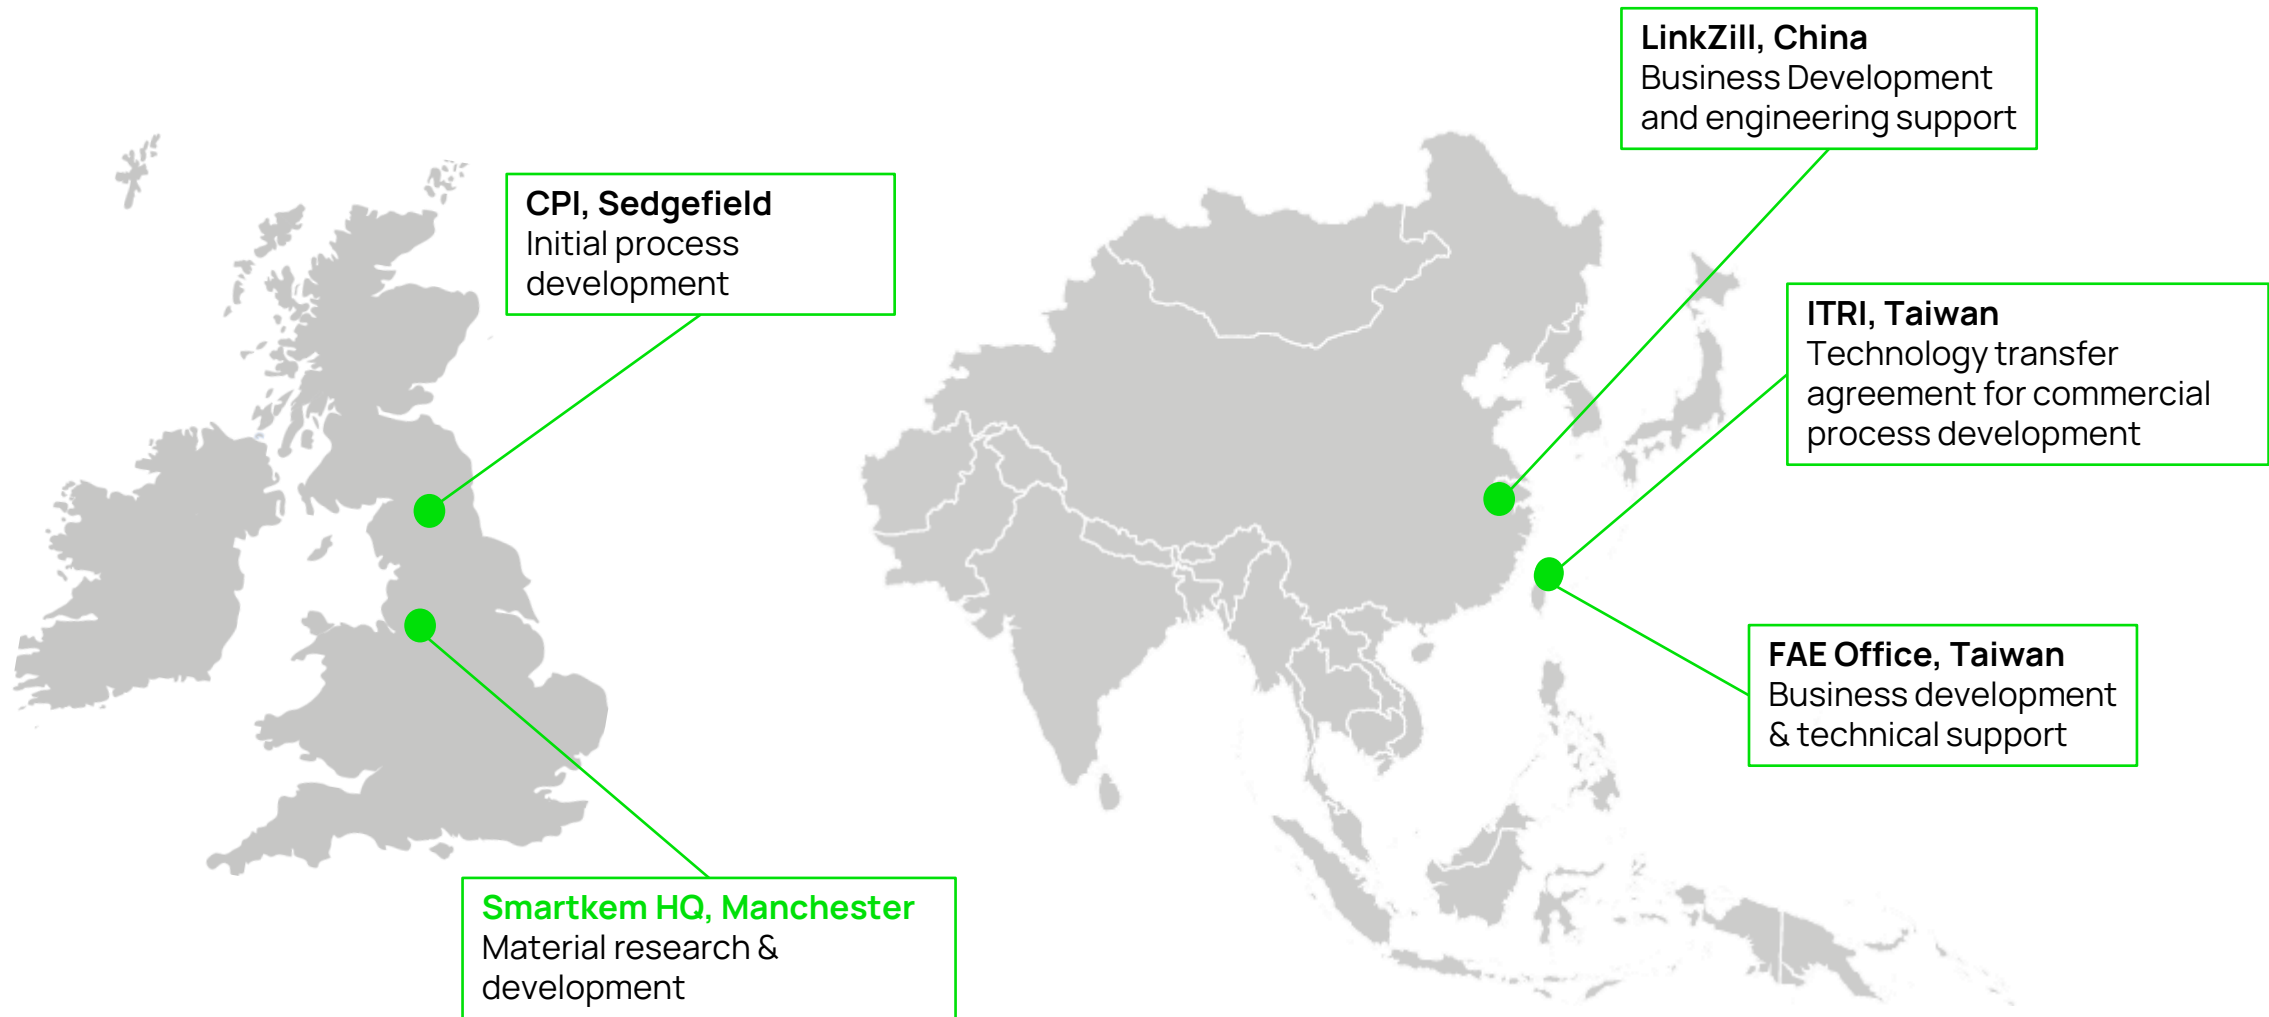 LinkZill, China
Business Development
and engineering support
CPI, Sedgefield
Initial process
development
ITRI, Taiwan
Technology transfer
agreement for commercial
process development
FAE Office, Taiwan
Business development
& technical support
Smartkem HQ, Manchester
Material research &
development